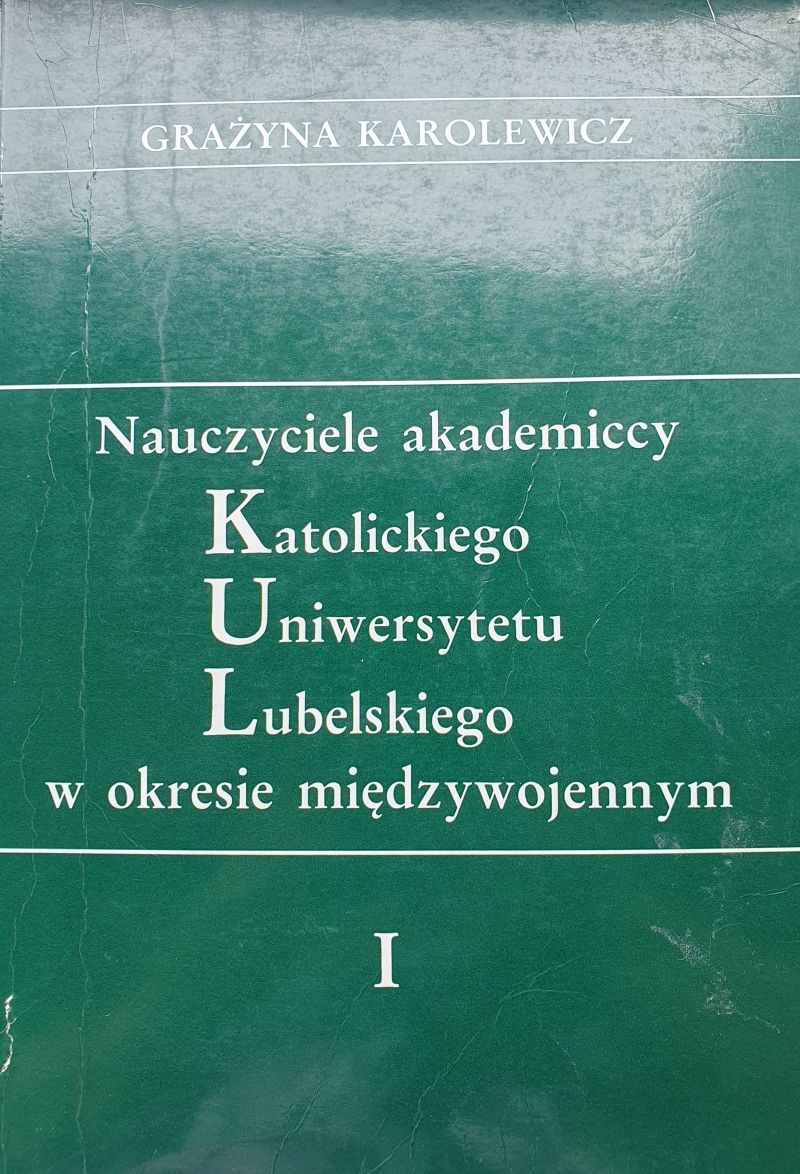 GRAŻYNA KAROLEWICZ
Nauczyciele akademiccy
Katolickiego
Uniwersytetu
Lubelskiego
w okresie międzywojennym
I